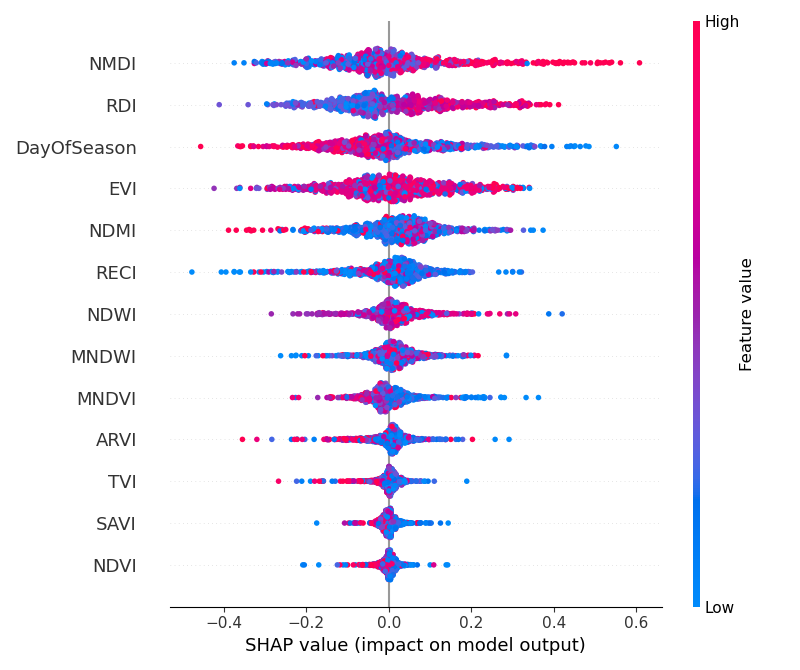 High
NMDI
RDI
DayOfSeason
EVI
NDMI
RECI
NDWI
MNDWI
MNDVI
ARVI
TVI
SAVI
NDVI
Feature value
Low
−0.4 −0.2 0.0 0.2 0.4 0.6
SHAP value (impact on model output)